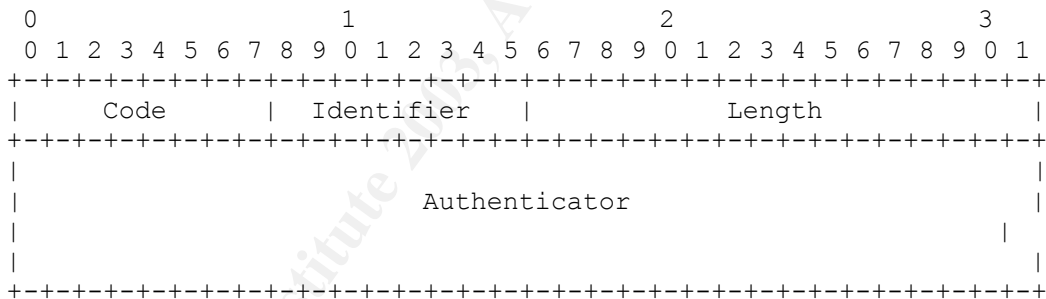 0 1 2 3
0 1 2 3 4 5 6 7 8 9 0 1 2 3 4 5 6 7 8 9 0 1 2 3 4 5 6 7 8 9 0 1
+-+-+-+-+-+-+-+-+-+-+-+-+-+-+-+-+-+-+-+-+-+-+-+-+-+-+-+-+-+-+-+-+
| Code | Identifier | Length |
+-+-+-+-+-+-+-+-+-+-+-+-+-+-+-+-+-+-+-+-+-+-+-+-+-+-+-+-+-+-+-+-+
| |
| Authenticator |
| |
| |
+-+-+-+-+-+-+-+-+-+-+-+-+-+-+-+-+-+-+-+-+-+-+-+-+-+-+-+-+-+-+-+-+
stitute 2003, A